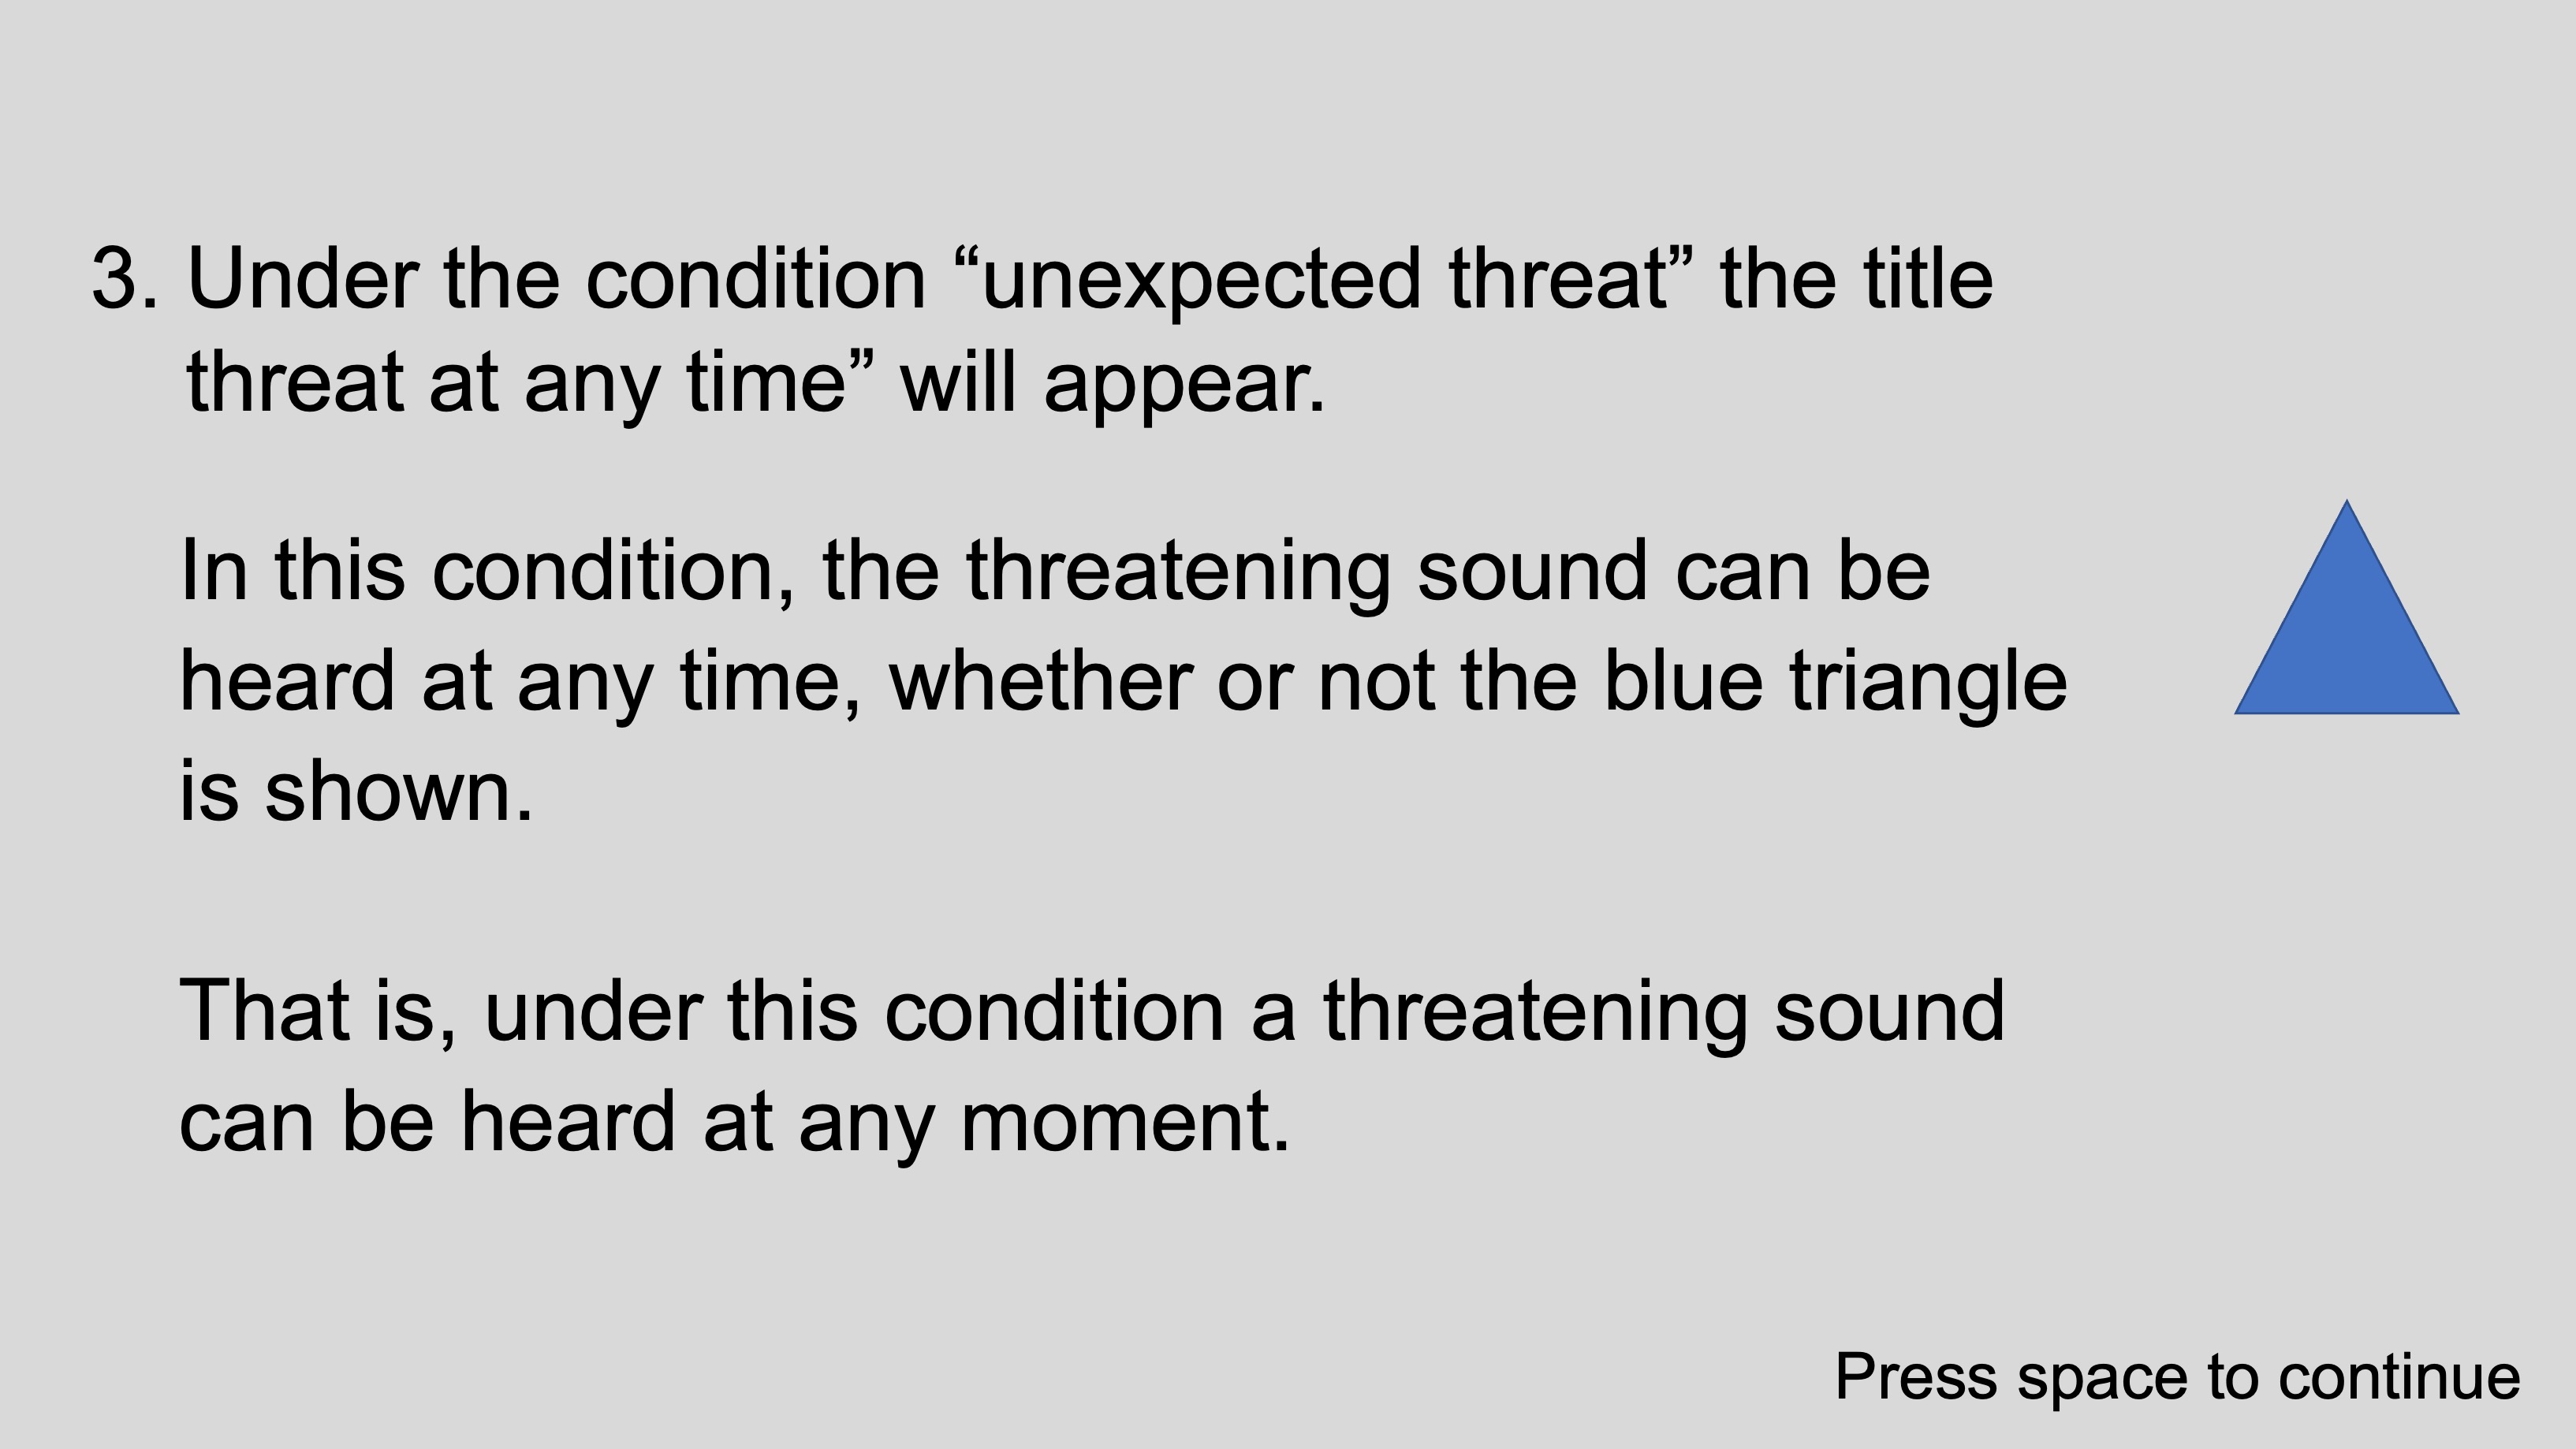 3. Under the condition “unexpected threat” the title
threat at any time” will appear.
In this condition, the threatening sound can be
heard at any time, whether or not the blue triangle
is shown.
That is, under this condition a threatening sound
can be heard at any moment.
Press space to continue